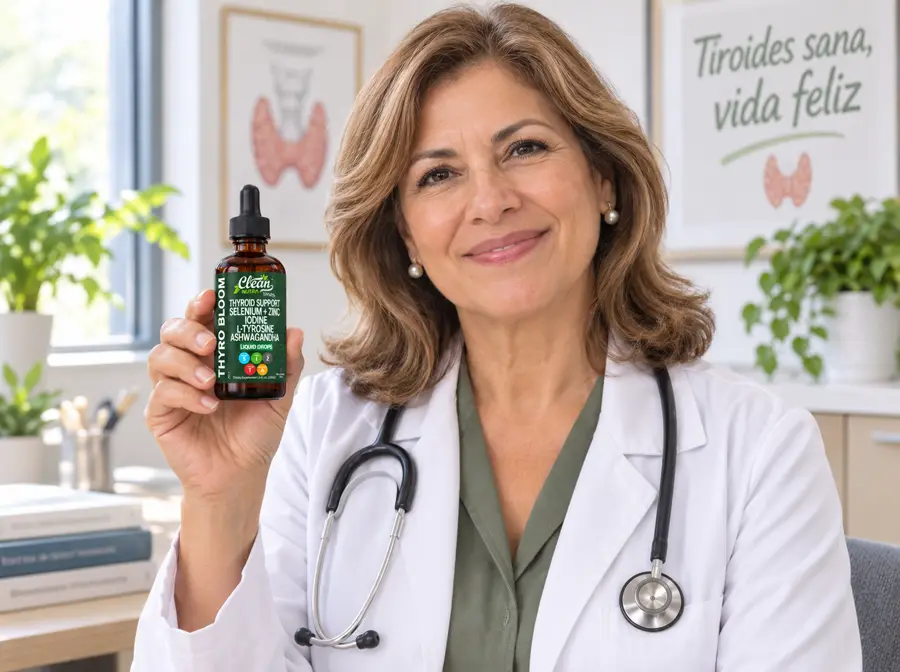 Tiroides sana,
vida feliz
THYRO BLOOM
Clean
NUTRA
THYROID SUPPORT
SELENIUM + ZINC
IODINE
L-TYROSINE
ASHWAGANDHA
LIQUID DROPS